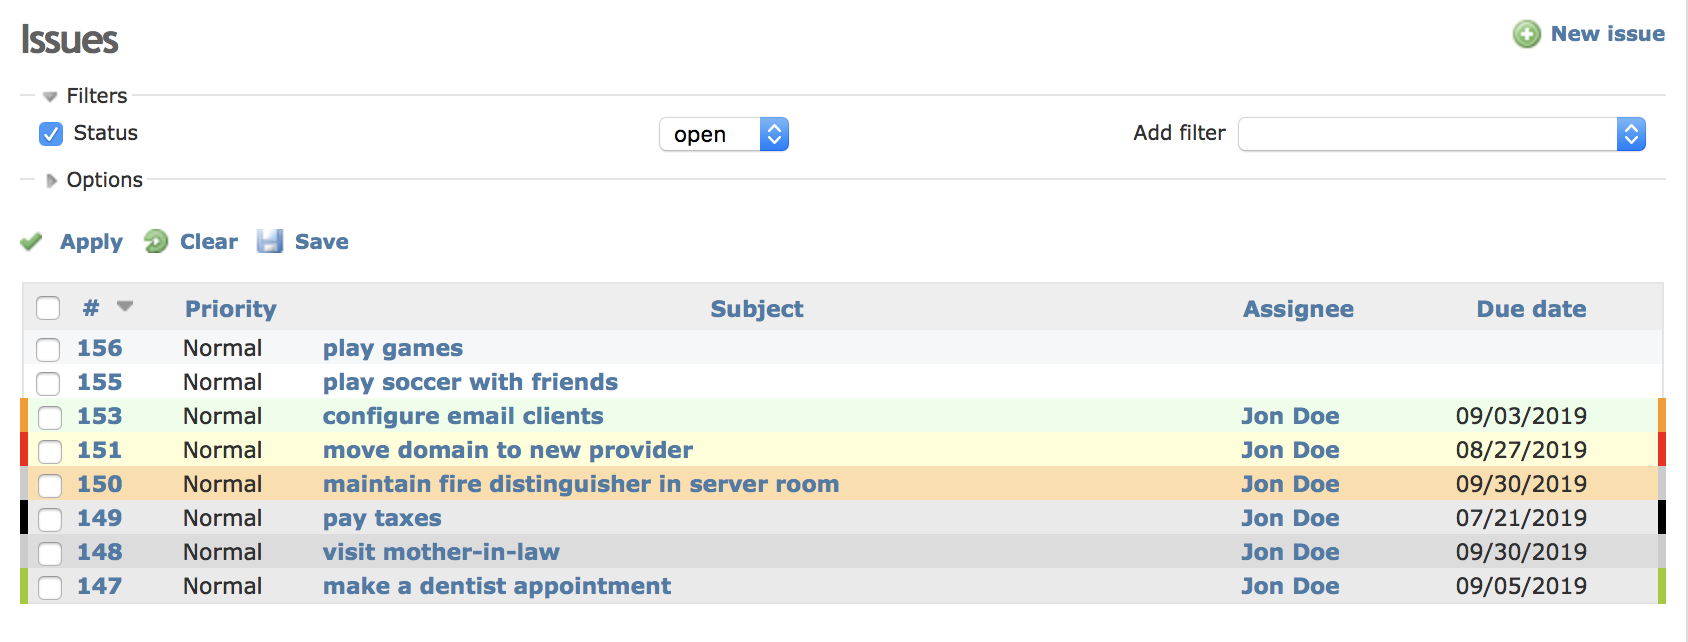 Issues
New issue
Filters
Status open Add filter
Options
Apply Clear Save
# Priority Subject Assignee Due date
156 Normal play games
155 Normal play soccer with friends
153 Normal configure email clients Jon Doe 09/03/2019
151 Normal move domain to new provider Jon Doe 08/27/2019
150 Normal maintain fire distinguisher in server room Jon Doe 09/30/2019
149 Normal pay taxes Jon Doe 07/21/2019
148 Normal visit mother-in-law Jon Doe 09/30/2019
147 Normal make a dentist appointment Jon Doe 09/05/2019